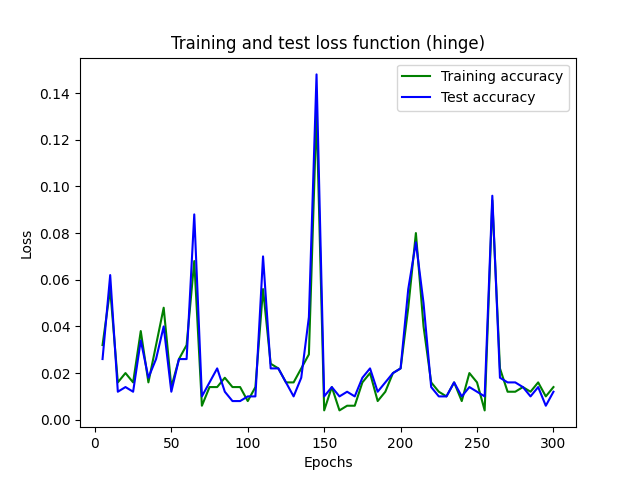 Training and test loss function (hinge)
Training accuracy
Test accuracy
Loss
0.14
0.12
0.10
0.08
0.06
0.04
0.02
0.00
0 50 100 150 200 250 300
Epochs